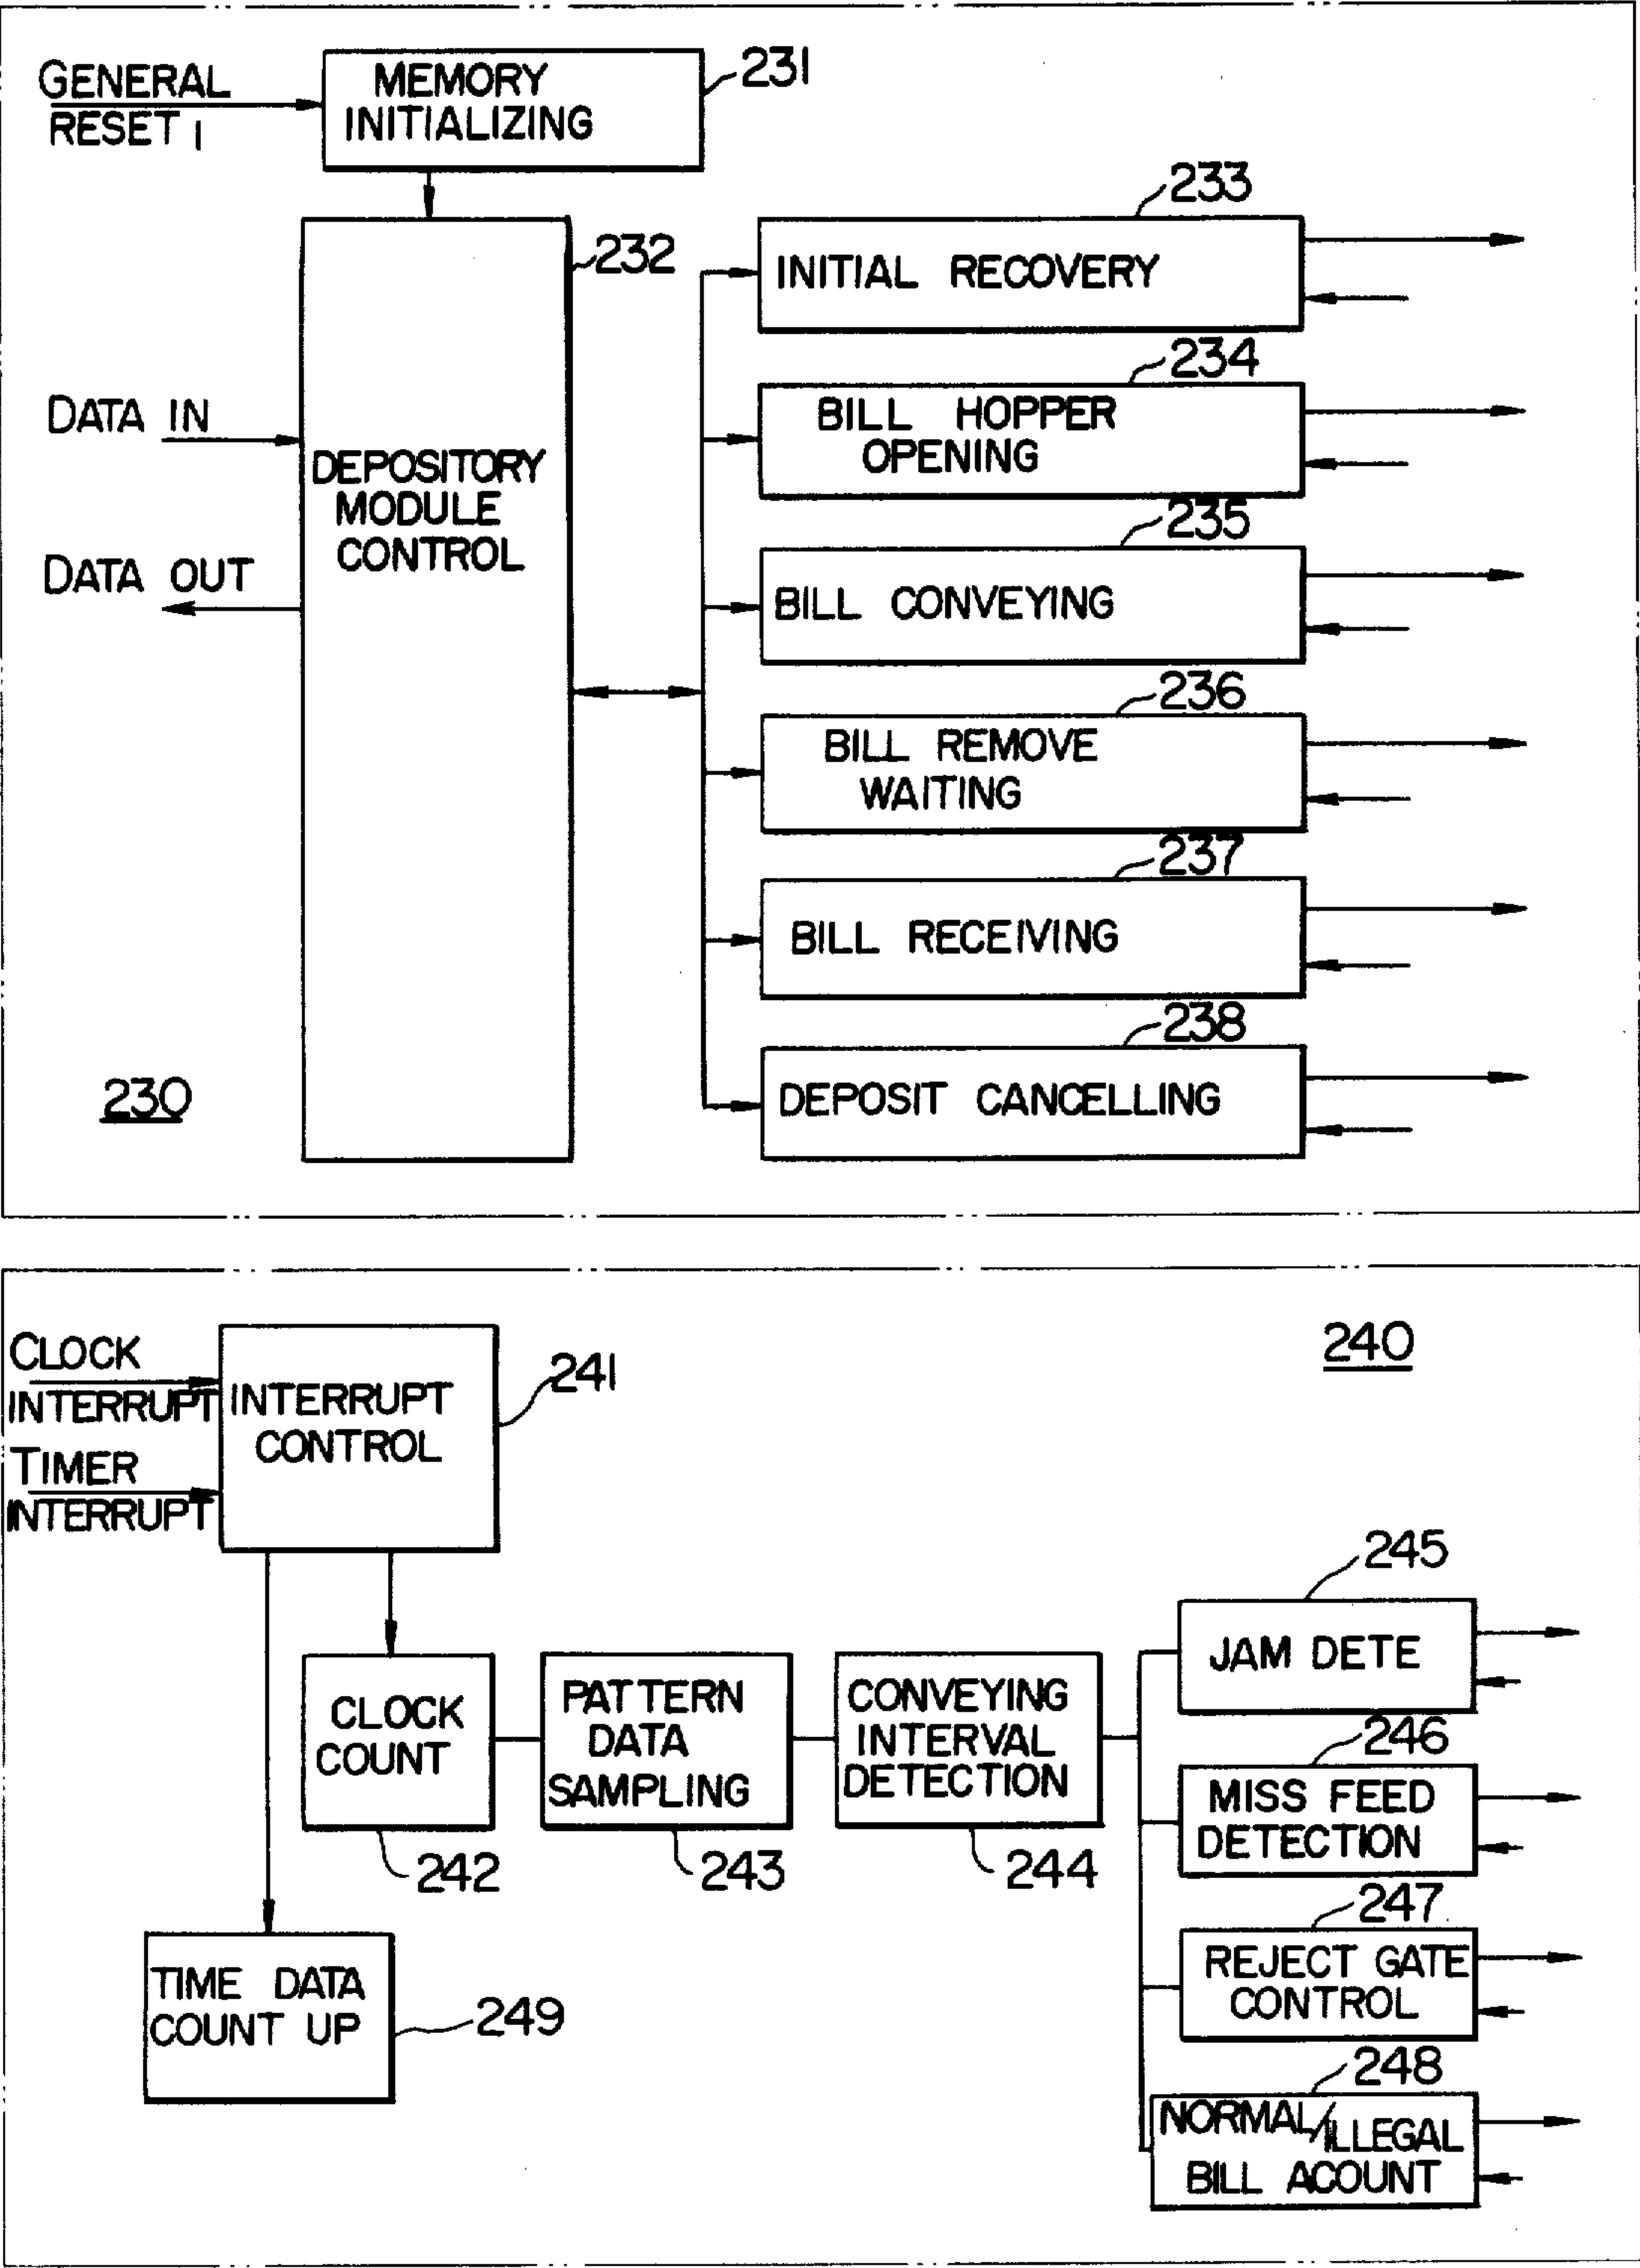 GENERAL
RESET 1
MEMORY
INITIALIZING
231
232
DATA IN
DATA OUT
DEPOSITORY
MODULE
CONTROL
233
INITIAL RECOVERY
234
BILL HOPPER
OPENING
235
BILL CONVEYING
236
BILL REMOVE
WAITING
237
BILL RECEIVING
238
DEPOSIT CANCELLING
230
240
CLOCK
INTERRUPT
TIMER
INTERRUPT
INTERRUPT
CONTROL
241
CLOCK
COUNT
242
PATTERN
DATA
SAMPLING
243
CONVEYING
INTERVAL
DETECTION
244
245
JAM DETE
246
MISS FEED
DETECTION
247
REJECT GATE
CONTROL
248
NORMAL/ILLEGAL
BILL ACOUNT
TIME DATA
COUNT UP
249